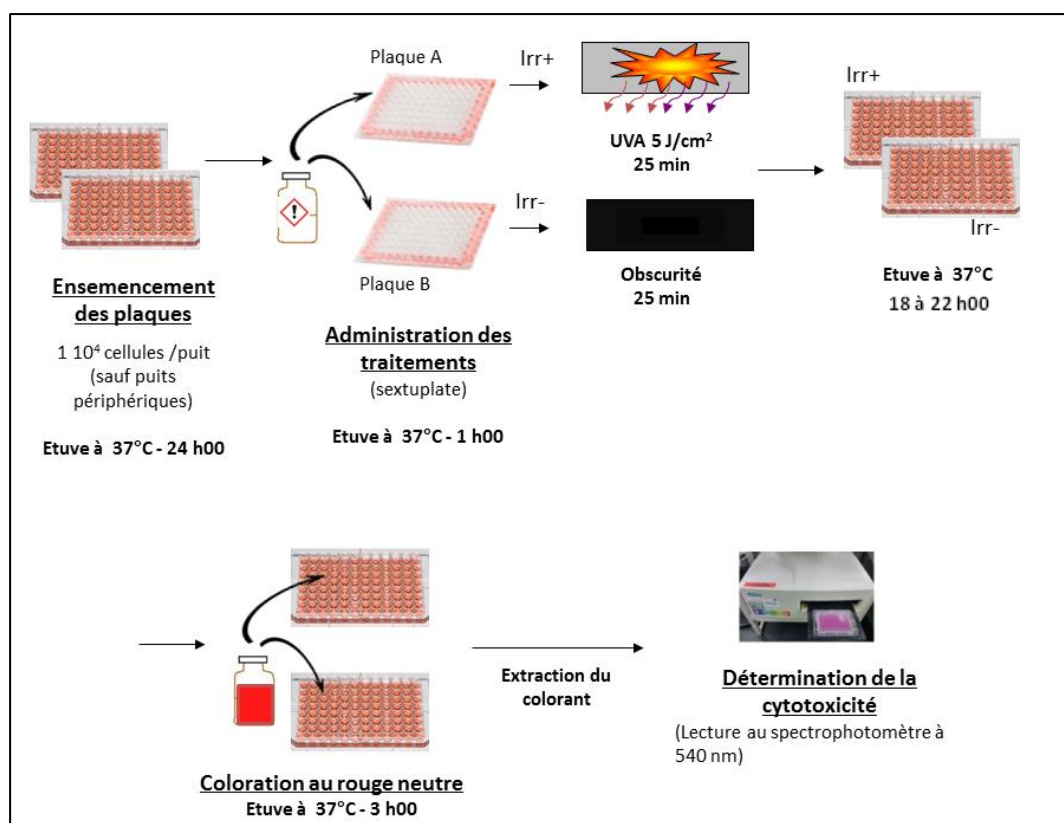 Plaque A
Irr+
UVA 5 J/cm²
25 min
Irr+
Irr-
Plaque B
Irr-
Obscurité
25 min
Ensemencement
des plaques
1 10⁴ cellules /puit
(sauf puits
périphériques)
Etuve à 37°C - 24 h00
Administration des
traitements
(sextuplate)
Etuve à 37°C - 1 h00
Etuve à 37°C
18 à 22 h00
Coloration au rouge neutre
Etuve à 37°C - 3 h00
Extraction du
colorant
Détermination de la
cytotoxicité
(Lecture au spectrophotomètre à
540 nm)